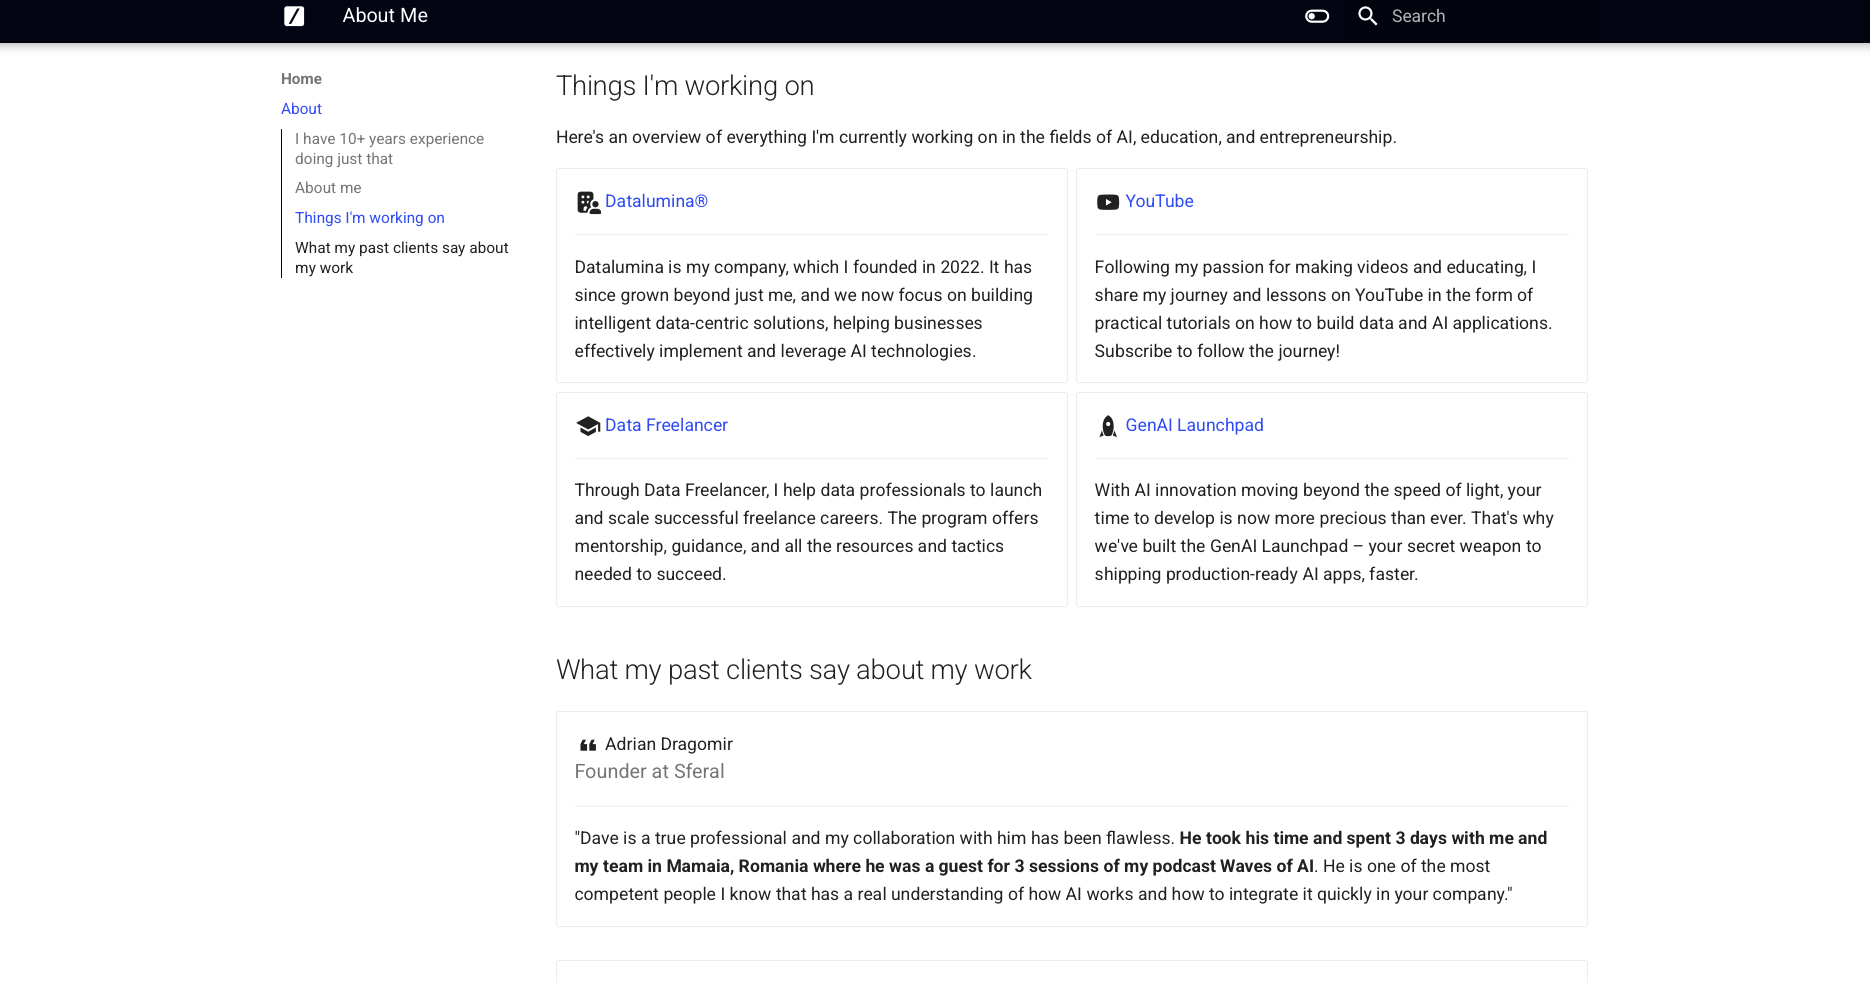 About Me
Search
Home
About
I have 10+ years experience
doing just that
About me
Things I'm working on
What my past clients say about
my work
Things I'm working on
Here's an overview of everything I'm currently working on in the fields of AI, education, and entrepreneurship.
Datalumina®
Datalumina is my company, which I founded in 2022. It has
since grown beyond just me, and we now focus on building
intelligent data-centric solutions, helping businesses
effectively implement and leverage AI technologies.
YouTube
Following my passion for making videos and educating, I
share my journey and lessons on YouTube in the form of
practical tutorials on how to build data and AI applications.
Subscribe to follow the journey!
Data Freelancer
Through Data Freelancer, I help data professionals to launch
and scale successful freelance careers. The program offers
mentorship, guidance, and all the resources and tactics
needed to succeed.
GenAI Launchpad
With AI innovation moving beyond the speed of light, your
time to develop is now more precious than ever. That's why
we've built the GenAI Launchpad – your secret weapon to
shipping production-ready AI apps, faster.
What my past clients say about my work
Adrian Dragomir
Founder at Sferal
"Dave is a true professional and my collaboration with him has been flawless. He took his time and spent 3 days with me and
my team in Mamaia, Romania where he was a guest for 3 sessions of my podcast Waves of AI. He is one of the most
competent people I know that has a real understanding of how AI works and how to integrate it quickly in your company."